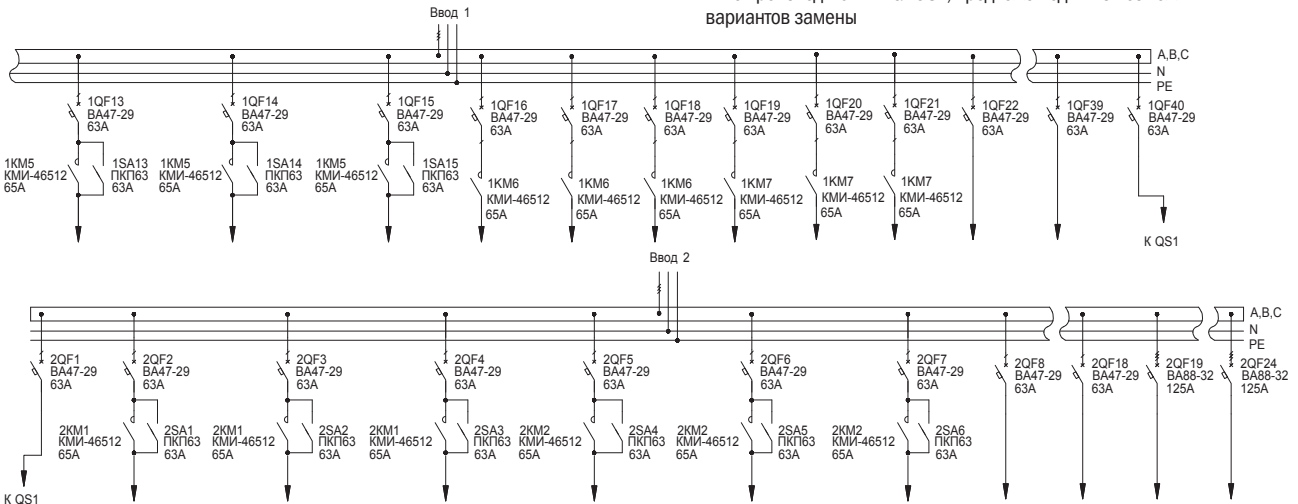 вариантов замены
Ввод 1
A,B,C
N
PE
1QF13
ВА47-29
63А
1QF14
ВА47-29
63А
1QF15
ВА47-29
63А
1QF16
ВА47-29
63А
1QF17
ВА47-29
63А
1QF18
ВА47-29
63А
1QF19
ВА47-29
63А
1QF20
ВА47-29
63А
1QF21
ВА47-29
63А
1QF22
ВА47-29
63А
1QF39
ВА47-29
63А
1QF40
ВА47-29
63А
1КМ5
КМИ-46512
65А
1SA13
ПКП63
63А
1КМ5
КМИ-46512
65А
1SA14
ПКП63
63А
1КМ5
КМИ-46512
65А
1SA15
ПКП63
63А
1КМ6
КМИ-46512
65А
1КМ6
КМИ-46512
65А
1КМ6
КМИ-46512
65А
1КМ7
КМИ-46512
65А
1КМ7
КМИ-46512
65А
1КМ7
КМИ-46512
65А
К QS1
Ввод 2
A,B,C
N
PE
2QF1
ВА47-29
63А
2QF2
ВА47-29
63А
2QF3
ВА47-29
63А
2QF4
ВА47-29
63А
2QF5
ВА47-29
63А
2QF6
ВА47-29
63А
2QF7
ВА47-29
63А
2QF8
ВА47-29
63А
2QF18
ВА47-29
63А
2QF19
ВА88-32
125А
2QF24
ВА88-32
125А
2КМ1
КМИ-46512
65А
2SA1
ПКП63
63А
2КМ1
КМИ-46512
65А
2SA2
ПКП63
63А
2КМ1
КМИ-46512
65А
2SA3
ПКП63
63А
2КМ2
КМИ-46512
65А
2SA4
ПКП63
63А
2КМ2
КМИ-46512
65А
2SA5
ПКП63
63А
2КМ2
КМИ-46512
65А
2SA6
ПКП63
63А
К QS1